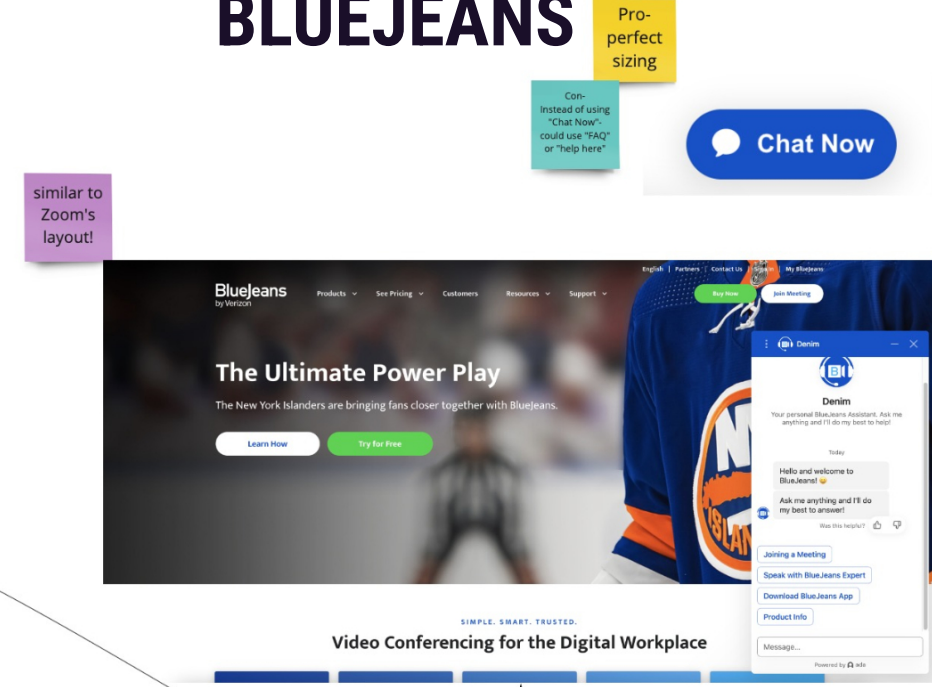 BLUEJEANS
Pro-
perfect
sizing
Con-
Instead of using
"Chat Now"-
could use "FAQ"
or "help here"
Chat Now
similar to
Zoom's
layout!
English | Partners | Contact Us | Sign In | My BlueJeans
BlueJeans
by Verizon
Products
See Pricing
Customers
Resources
Support
Buy Now
Join Meeting
The Ultimate Power Play
The New York Islanders are bringing fans closer together with BlueJeans.
Learn How
Try for Free
Denim
B
Denim
Your personal BlueJeans Assistant. Ask me
anything and I'll do my best to help!
Today
Hello and welcome to
BlueJeans! 😀
Ask me anything and I'll do
my best to answer!
Was this helpful?
Joining a Meeting
Speak with BlueJeans Expert
Download BlueJeans App
Product Info
Message...
Powered by ada
N
ISLAN
SIMPLE. SMART. TRUSTED.
Video Conferencing for the Digital Workplace